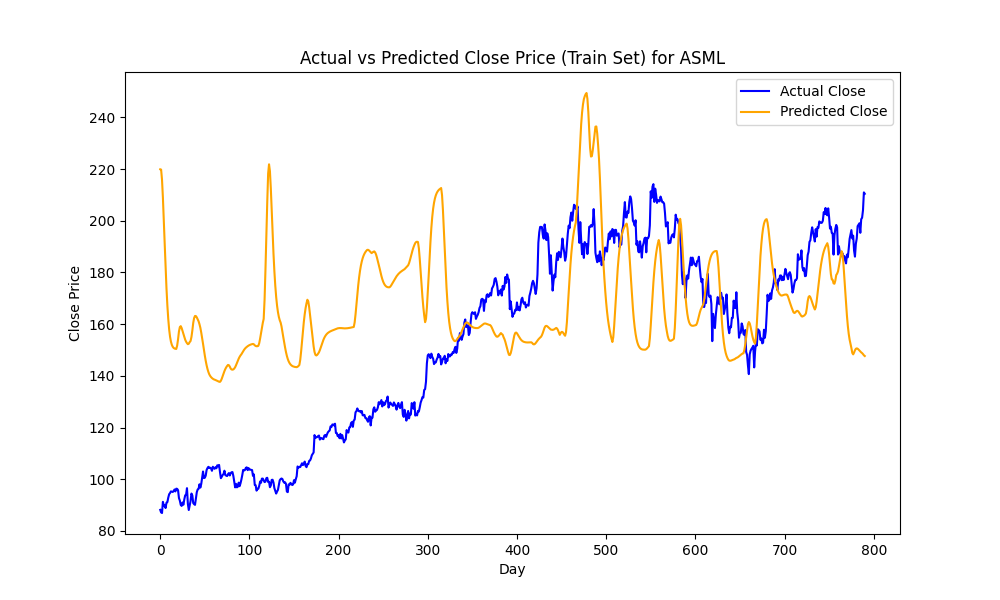 Actual vs Predicted Close Price (Train Set) for ASML
Actual Close
Predicted Close
Close Price
240
220
200
180
160
140
120
100
80
0 100 200 300 400 500 600 700 800
Day